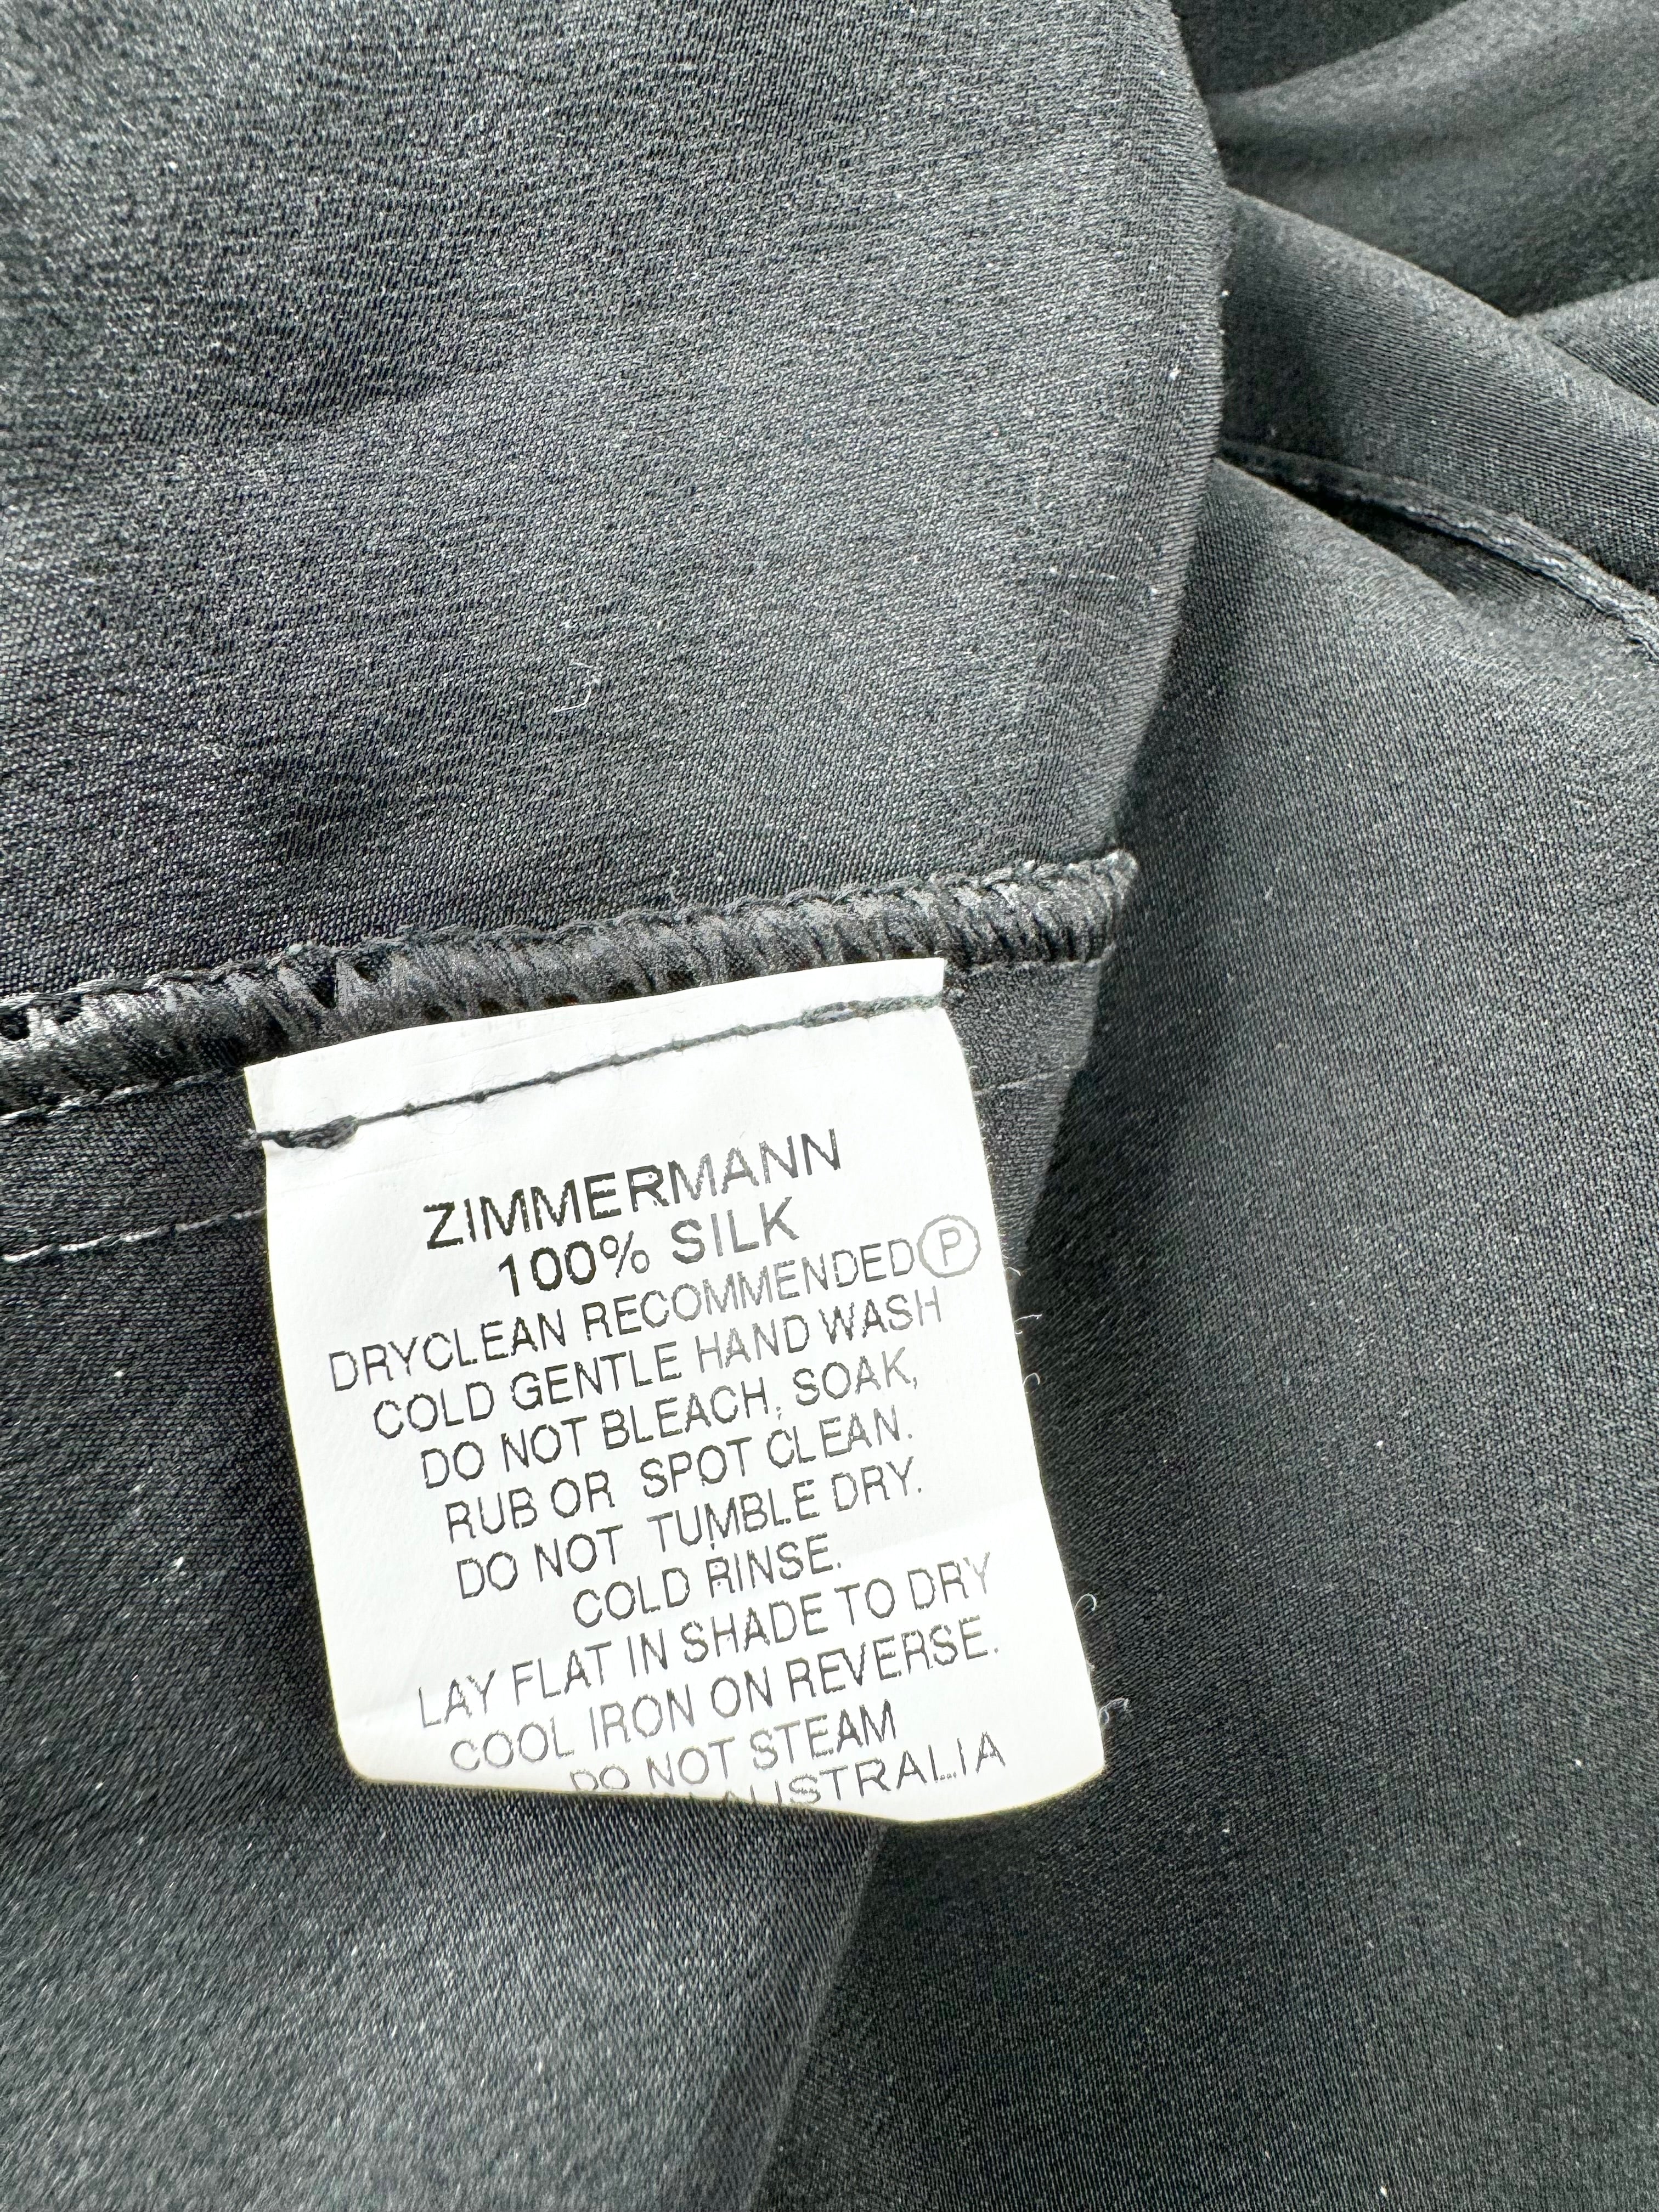 ZIMMERMANN
100% SILK
DRYCLEAN RECOMMENDED Ⓟ
COLD GENTLE HAND WASH
DO NOT BLEACH, SOAK,
RUB OR SPOT CLEAN.
DO NOT TUMBLE DRY.
COLD RINSE.
LAY FLAT IN SHADE TO DRY
COOL IRON ON REVERSE.
DO NOT STEAM
AUSTRALIA